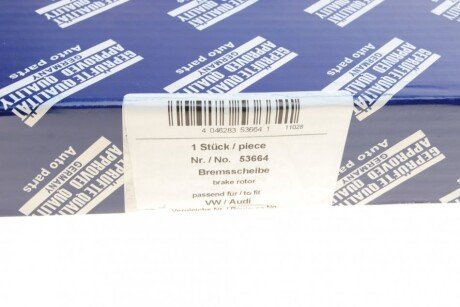 GEPRÜFTE QUALITÄT
APPROVED QUALITY
GERMANY
Auto parts
4 046283 53664 1
11028
1 Stück / piece
Nr. / No. 53664
Bremsscheibe
brake rotor
passend für / to fit
VW / Audi